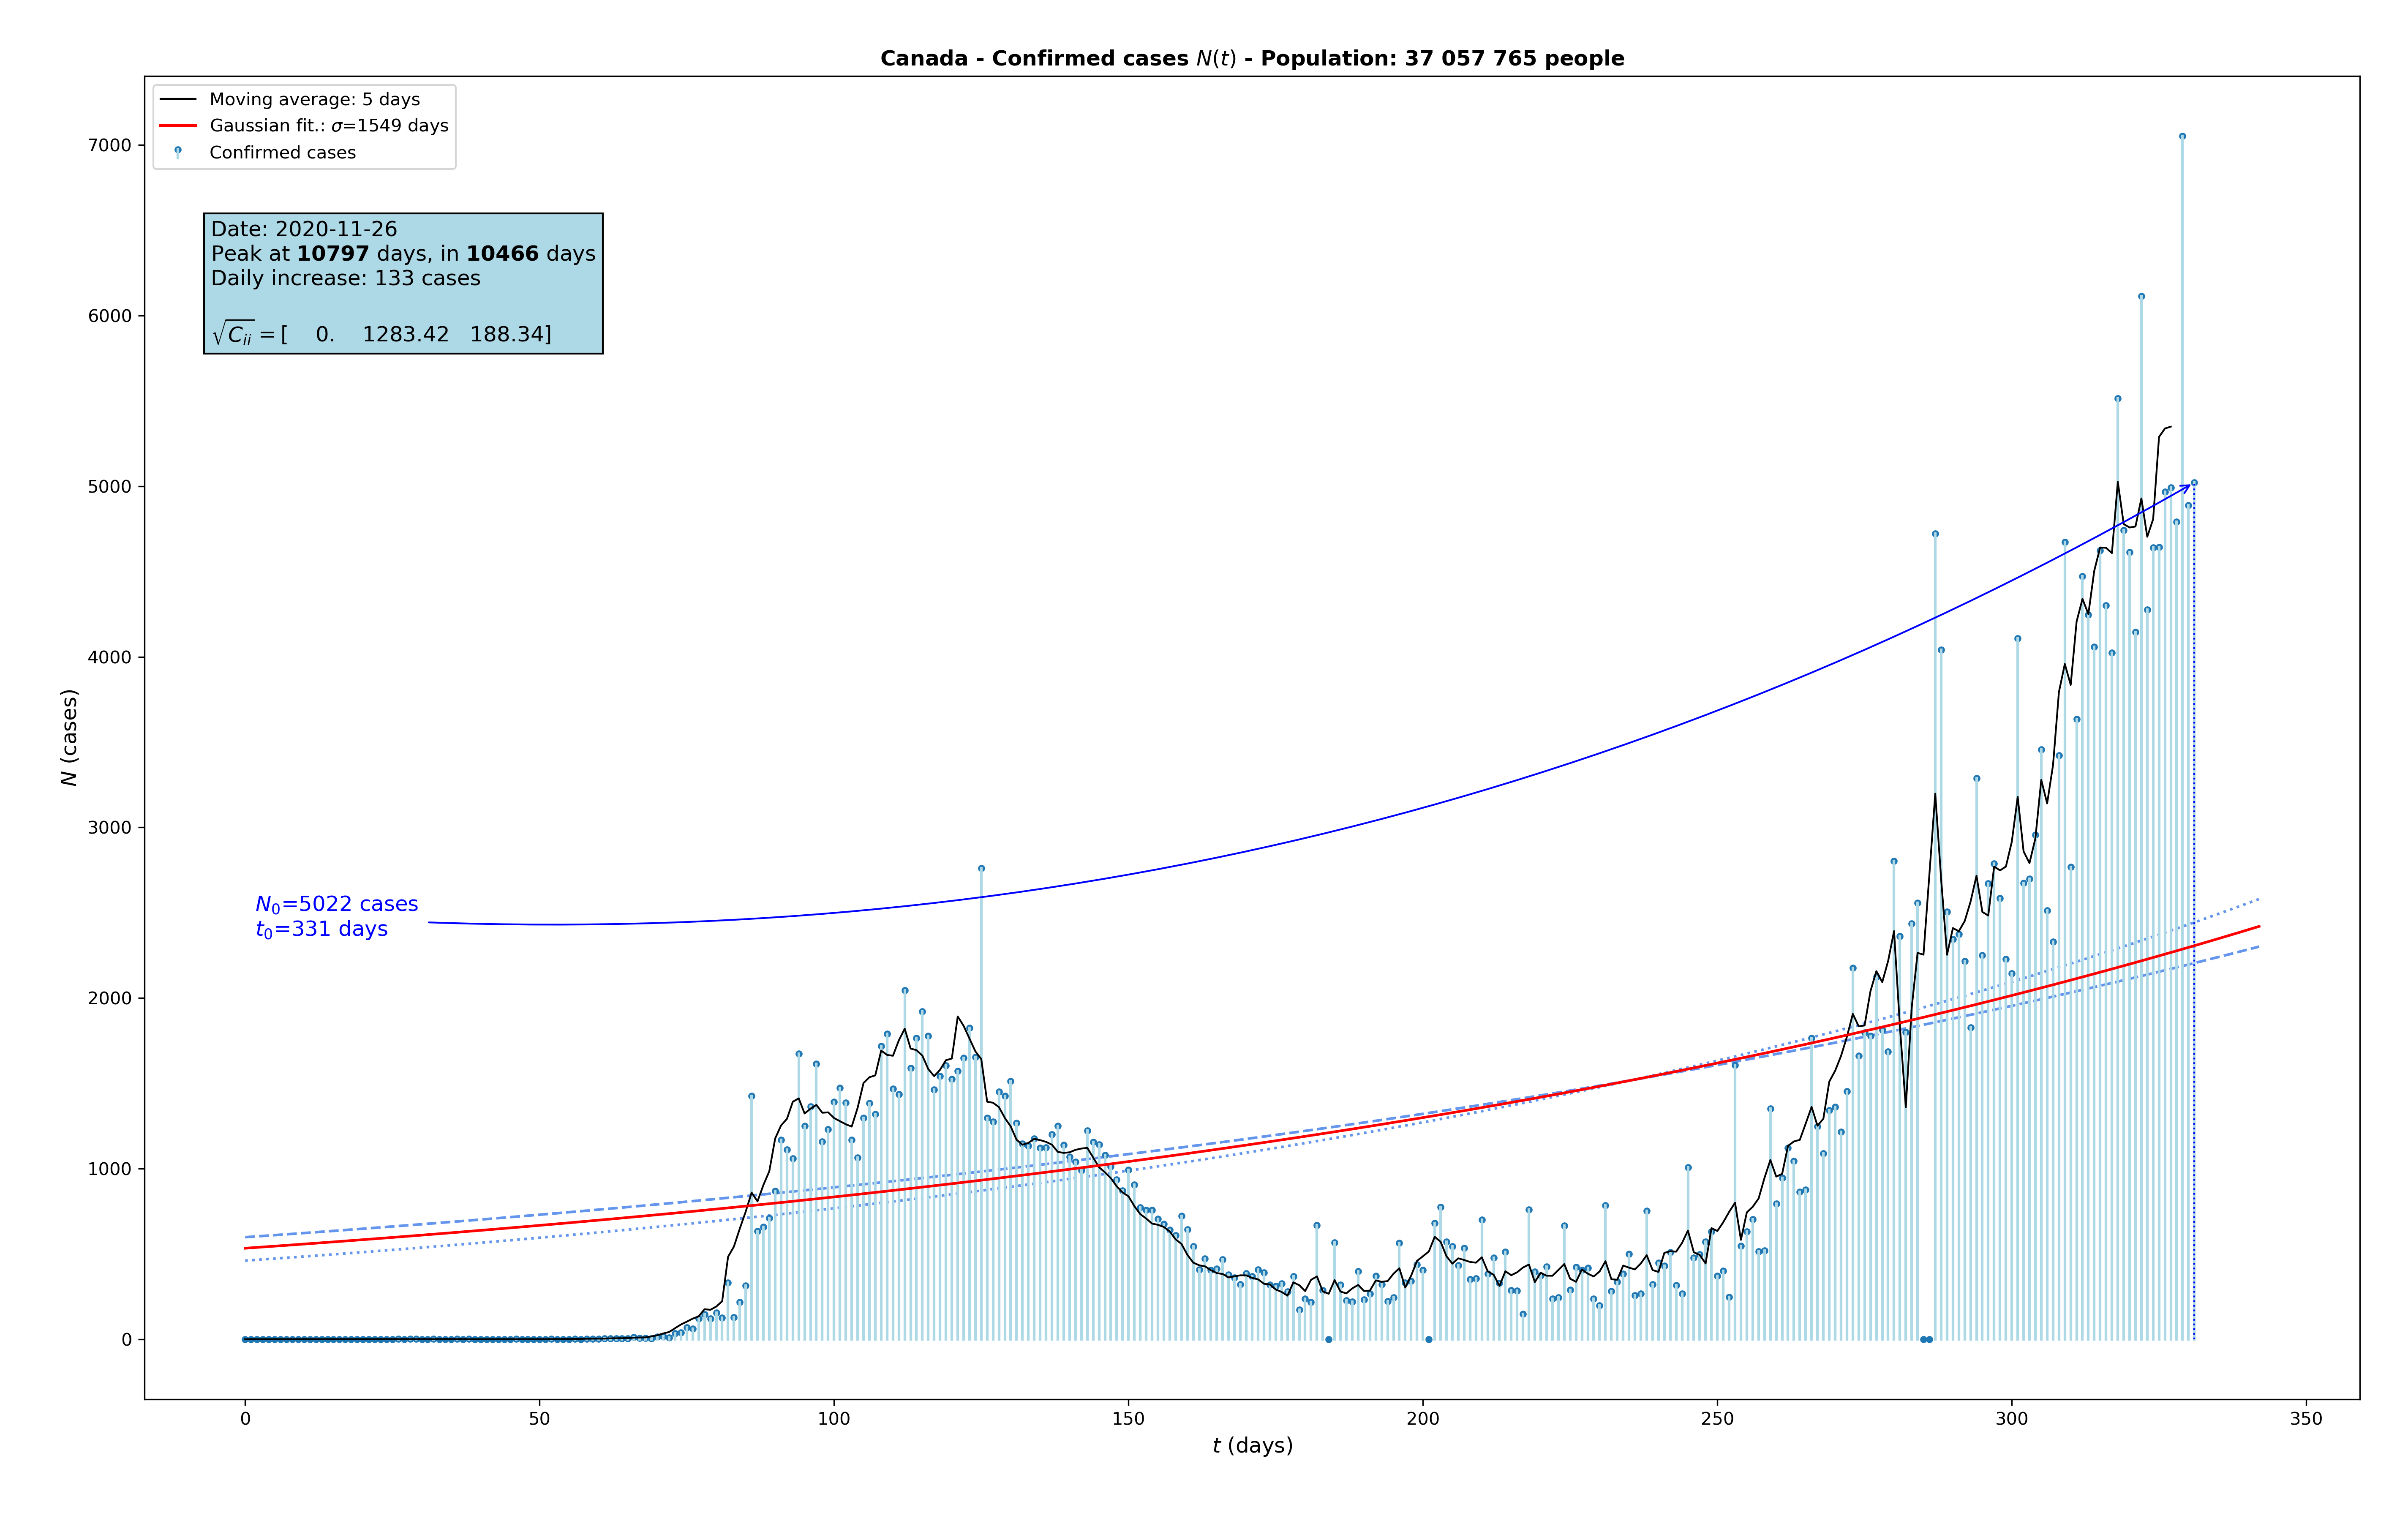 Canada - Confirmed cases N(t) - Population: 37 057 765 people
Moving average: 5 days
Gaussian fit.: σ=1549 days
Confirmed cases
Date: 2020-11-26
Peak at 10797 days, in 10466 days
Daily increase: 133 cases
√C_ii = [ 0. 1283.42 188.34]
N_0=5022 cases
t_0=331 days
N (cases)
7000
6000
5000
4000
3000
2000
1000
0
0 50 100 150 200 250 300 350
t (days)